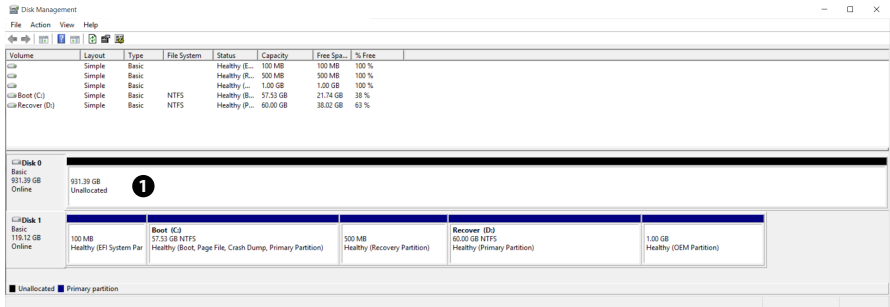 Disk Management
File Action View Help
Volume Layout Type File System Status Capacity Free Spa... % Free
Simple Basic Healthy (E... 100 MB 100 MB 100 %
Simple Basic Healthy (R... 500 MB 500 MB 100 %
Simple Basic Healthy (... 1.00 GB 1.00 GB 100 %
Boot (C:) Simple Basic NTFS Healthy (B... 57.53 GB 21.74 GB 38 %
Recover (D:) Simple Basic NTFS Healthy (P... 60.00 GB 38.02 GB 63 %
Disk 0
Basic
931.39 GB
Online
931.39 GB
Unallocated
1
Disk 1
Basic
119.12 GB
Online
100 MB
Healthy (EFI System Par
Boot (C:)
57.53 GB NTFS
Healthy (Boot, Page File, Crash Dump, Primary Partition)
500 MB
Healthy (Recovery Partition)
Recover (D:)
60.00 GB NTFS
Healthy (Primary Partition)
1.00 GB
Healthy (OEM Partition)
Unallocated Primary partition